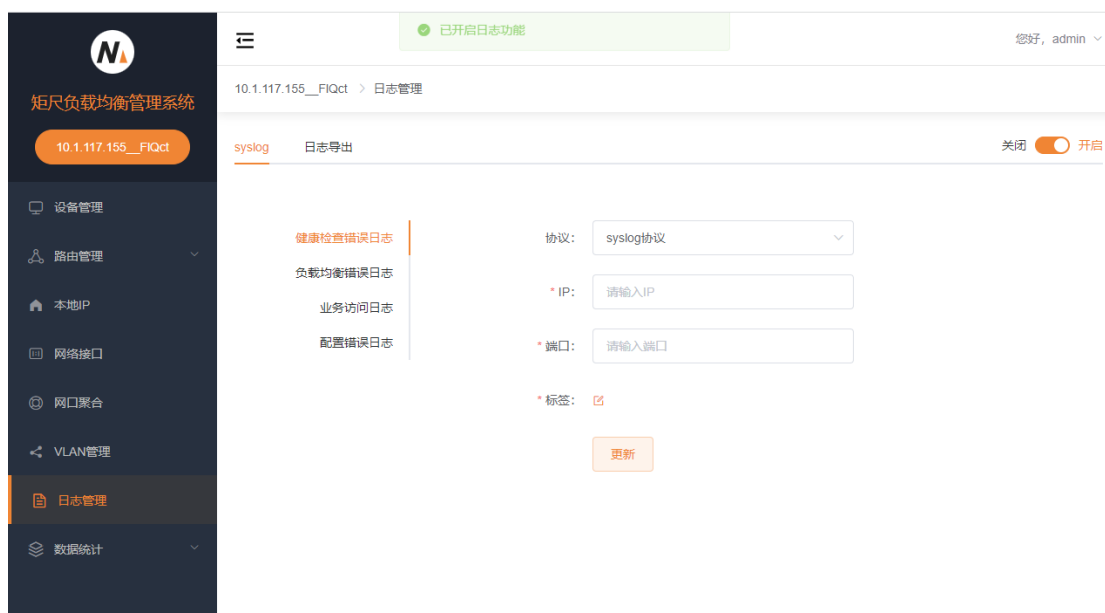 N
矩尺负载均衡管理系统
10.1.117.155__FIQct
设备管理
路由管理
本地IP
网络接口
网口聚合
VLAN管理
日志管理
数据统计
已开启日志功能
您好，admin
10.1.117.155__FIQct > 日志管理
syslog 日志导出
关闭 开启
健康检查错误日志
负载均衡错误日志
业务访问日志
配置错误日志
协议： syslog协议
* IP： 请输入IP
* 端口： 请输入端口
* 标签：
更新